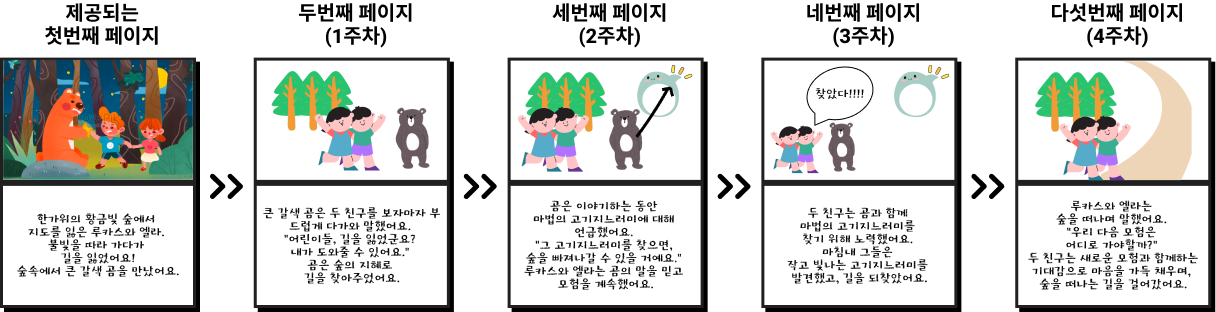 제공되는
첫번째 페이지
두번째 페이지
(1주차)
세번째 페이지
(2주차)
네번째 페이지
(3주차)
다섯번째 페이지
(4주차)
한가위의 황금빛 숲에서
지도를 잃은 루카스와 엘라.
불빛을 따라 가다가
길을 잃었어요!
숲속에서 큰 갈색 곰을 만났어요.
큰 갈색 곰은 두 친구를 보자마자 부
드럽게 다가와 말했어요.
"어린이들, 길을 잃었군요?
내가 도와줄 수 있어요."
곰은 숲의 지혜로
길을 찾아주었어요.
곰은 이야기하는 동안
마법의 고기지느러미에 대해
언급했어요.
"그 고기지느러미를 찾으면,
숲을 빠져나갈 수 있을 거예요."
루카스와 엘라는 곰의 말을 믿고
모험을 계속했어요.
찾았다!!!!
두 친구는 곰과 함께
마법의 고기지느러미를
찾기 위해 노력했어요.
마침내 그들은
작고 빛나는 고기지느러미를
발견했고, 길을 되찾았어요.
루카스와 엘라는
숲을 떠나며 말했어요.
"우리 다음 모험은
어디로 가야할까?"
두 친구는 새로운 모험과 함께하는
기대감으로 마음을 가득 채우며,
숲을 떠나는 길을 걸어갔어요.